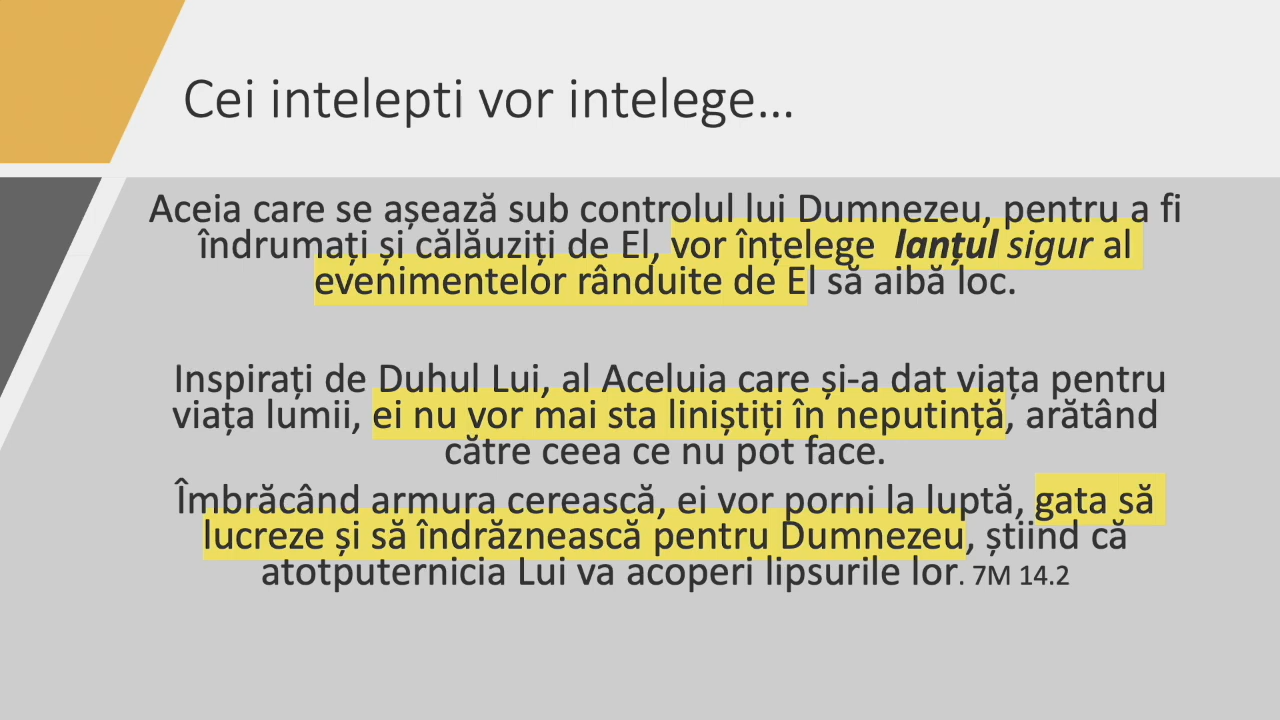 Cei intelepti vor intelege...
Aceia care se așează sub controlul lui Dumnezeu, pentru a fi
îndrumați și călăuziți de El, vor înțelege lanțul sigur al
evenimentelor rânduite de El să aibă loc.
Inspirați de Duhul Lui, al Aceluia care și-a dat viața pentru
viața lumii, ei nu vor mai sta liniștiți în neputință, arătând
către ceea ce nu pot face.
Îmbrăcând armura cerească, ei vor porni la luptă, gata să
lucreze și să îndrăznească pentru Dumnezeu, știind că
atotputernicia Lui va acoperi lipsurile lor. 7M 14.2